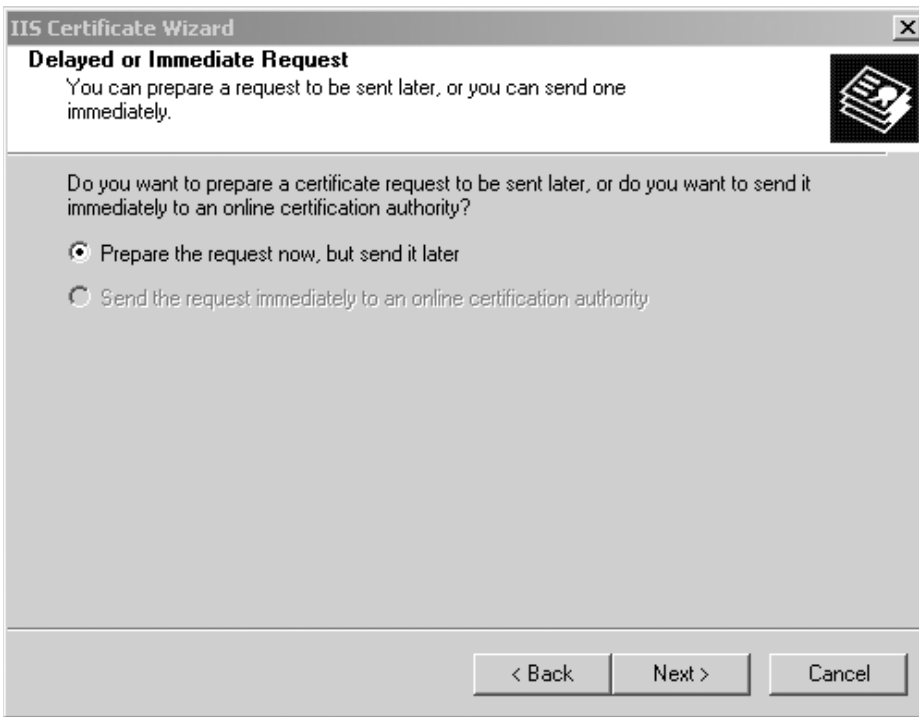 IIS Certificate Wizard
Delayed or Immediate Request
You can prepare a request to be sent later, or you can send one
immediately.
Do you want to prepare a certificate request to be sent later, or do you want to send it
immediately to an online certification authority?
Prepare the request now, but send it later
Send the request immediately to an online certification authority
< Back
Next >
Cancel